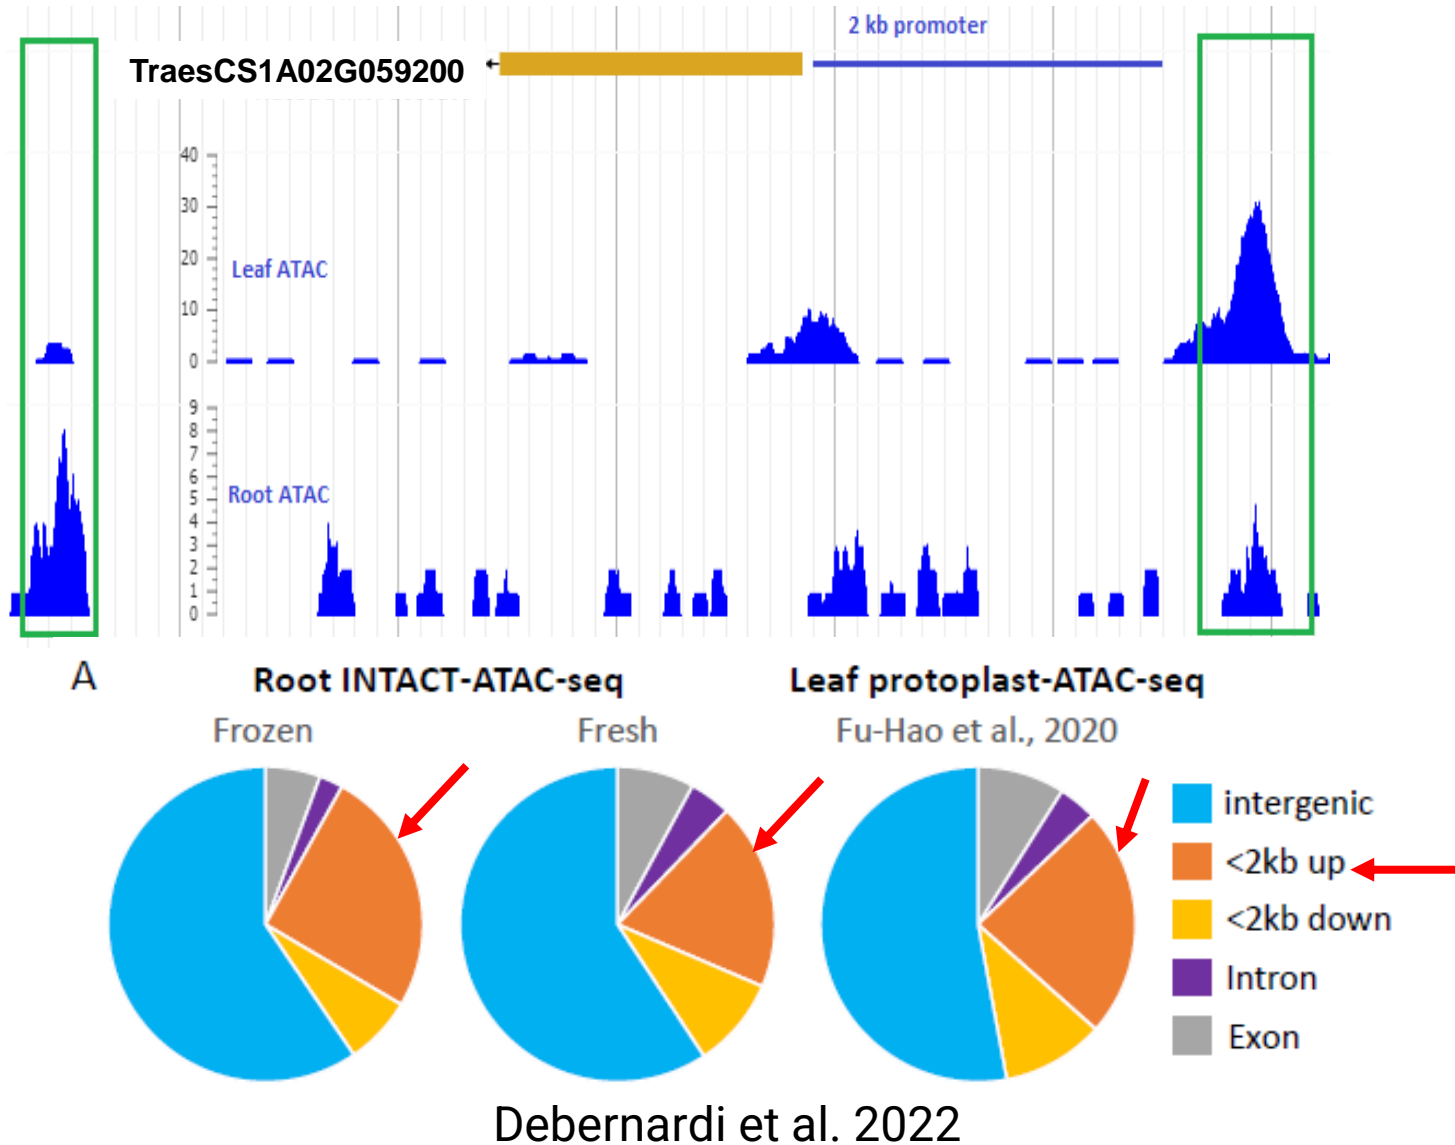 2 kb promoter
TraesCS1A02G059200
40
30
20
10
0
Leaf ATAC
9
8
7
6
5
4
3
2
1
0
Root ATAC
A
Root INTACT-ATAC-seq
Leaf protoplast-ATAC-seq
Frozen
Fresh
Fu-Hao et al., 2020
intergenic
<2kb up
<2kb down
Intron
Exon
Debernardi et al. 2022